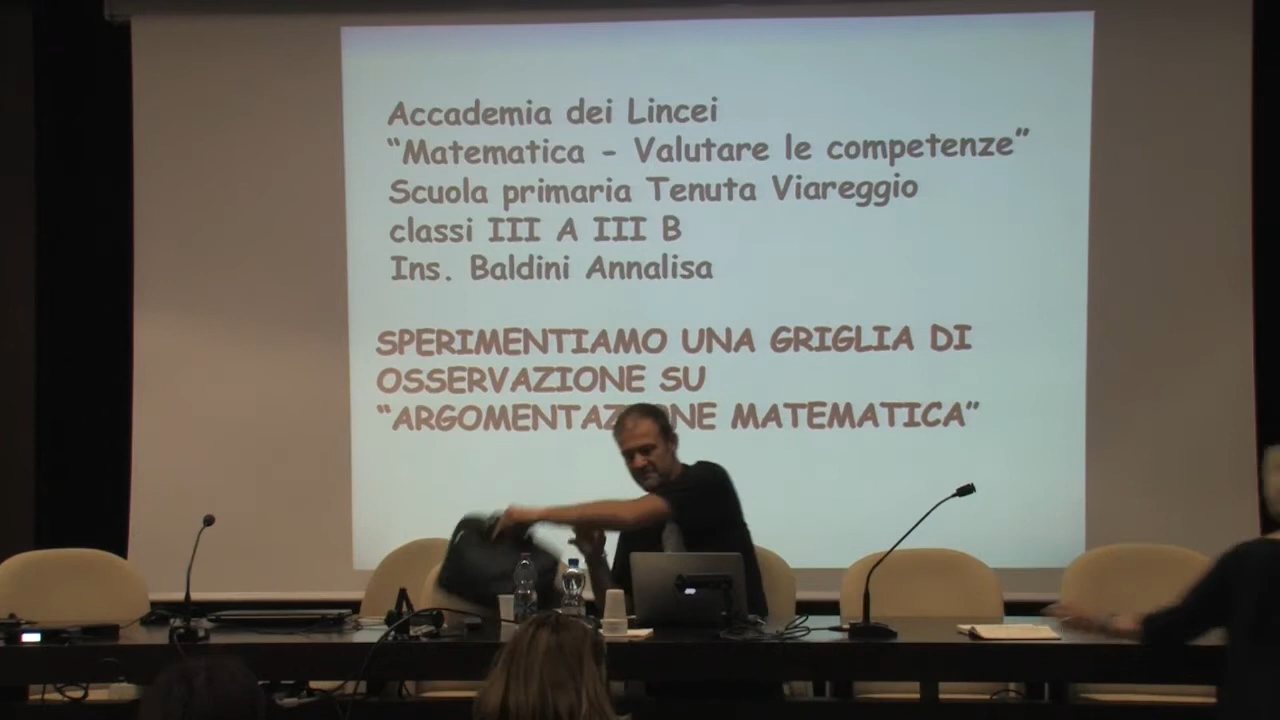 Accademia dei Lincei
“Matematica - Valutare le competenze”
Scuola primaria Tenuta Viareggio
classi III A III B
Ins. Baldini Annalisa
SPERIMENTIAMO UNA GRIGLIA DI
OSSERVAZIONE SU
“ARGOMENTAZIONE MATEMATICA”